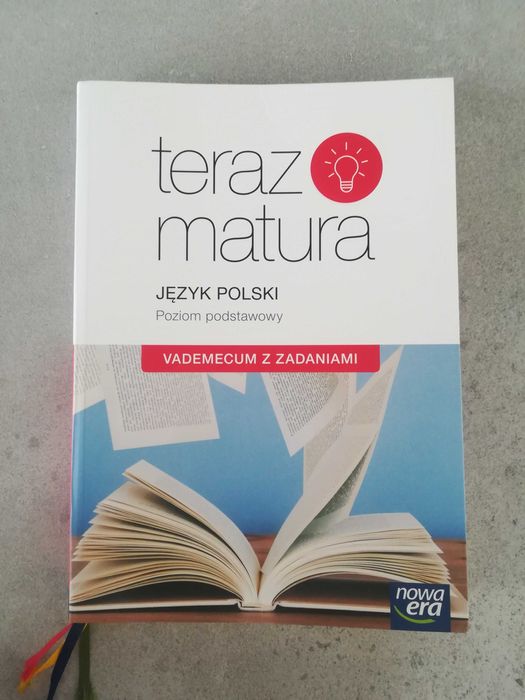 teraz
matura
JĘZYK POLSKI
Poziom podstawowy
VADEMECUM Z ZADANIAMI
nowa
era